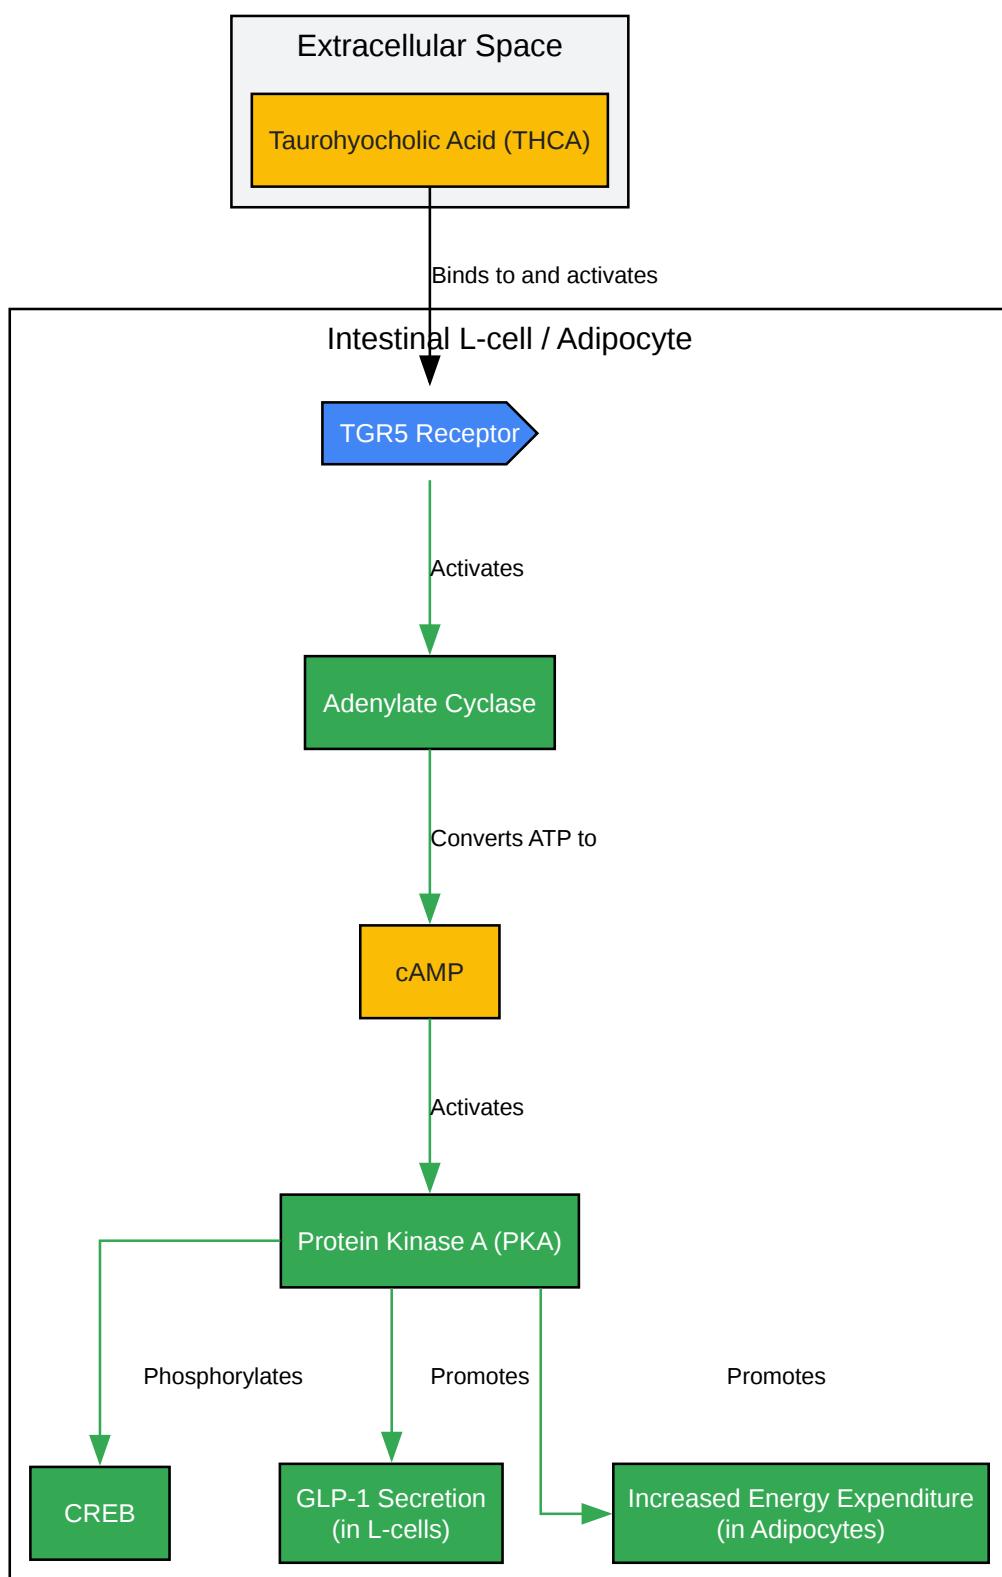 Extracellular Space
Taurohyocholic Acid (THCA)
Binds to and activates
Intestinal L-cell / Adipocyte
TGR5 Receptor
Activates
Adenylate Cyclase
Converts ATP to
cAMP
Activates
Protein Kinase A (PKA)
Phosphorylates
Promotes
Promotes
CREB
GLP-1 Secretion
(in L-cells)
Increased Energy Expenditure
(in Adipocytes)